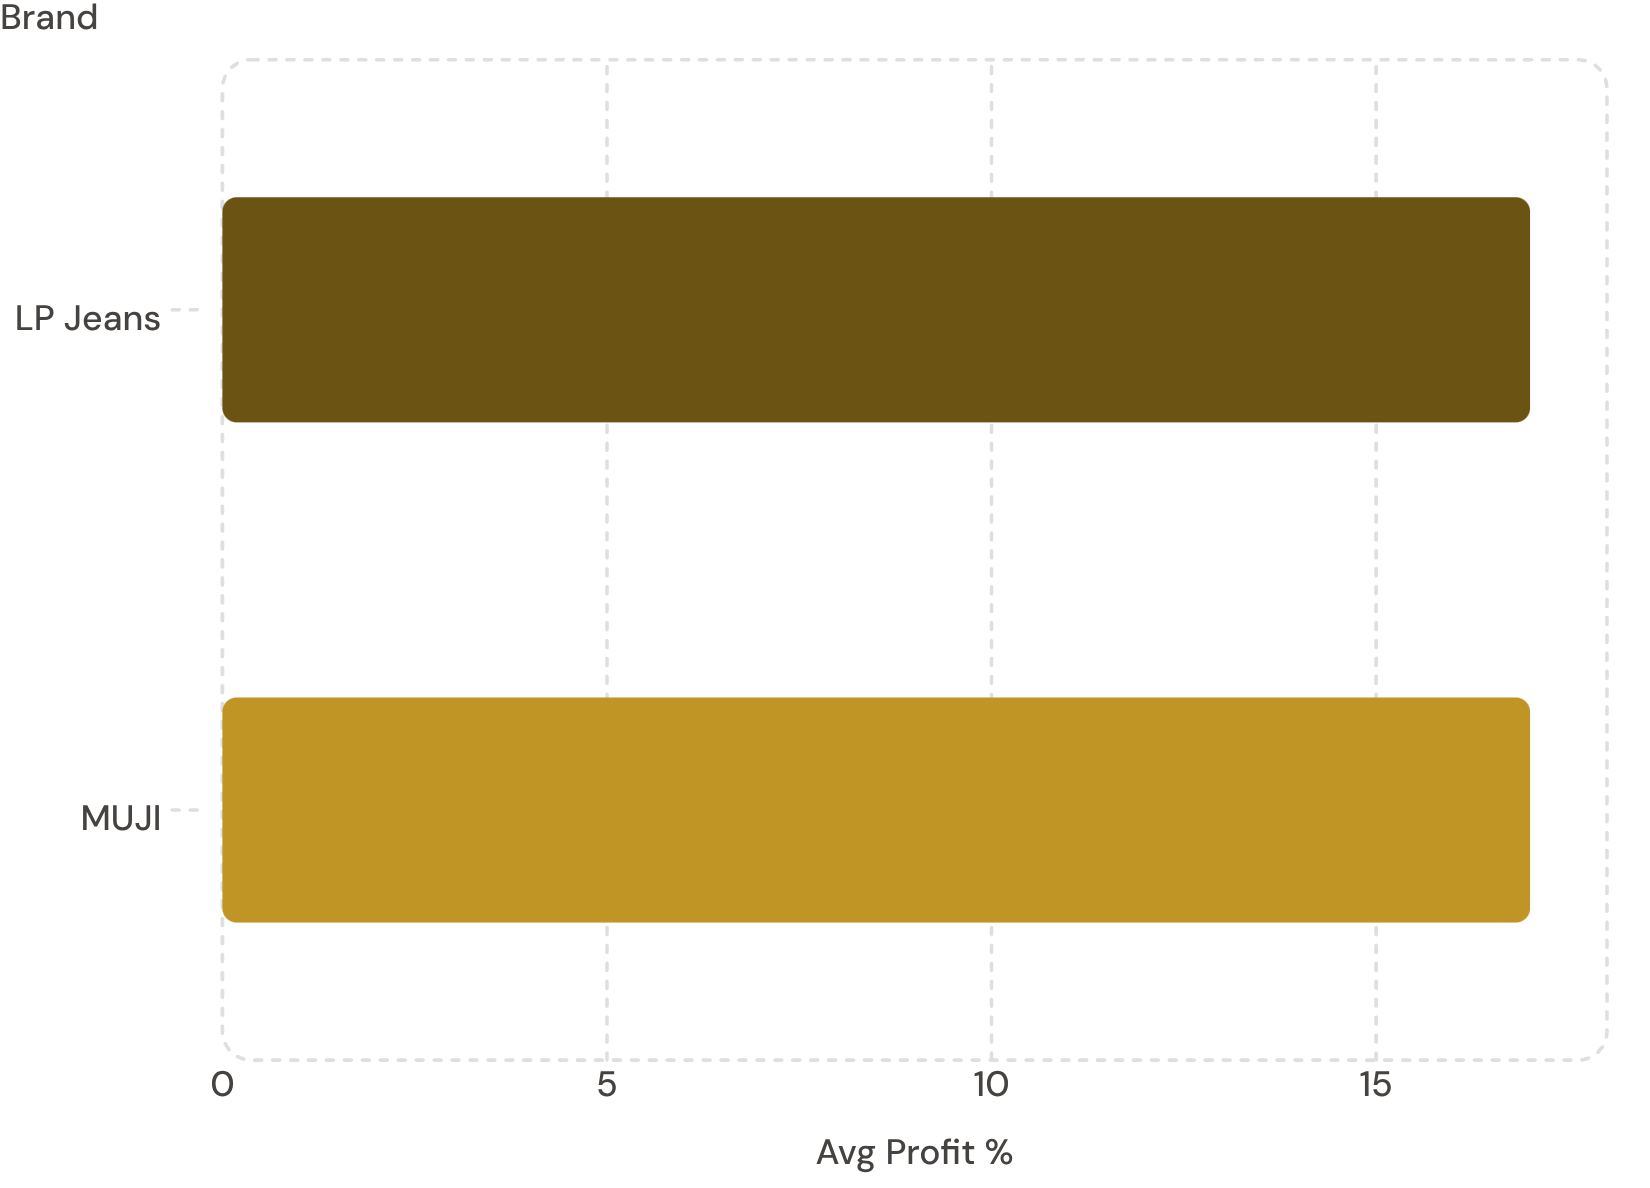 Brand
LP Jeans
MUJI
0 5 10 15
Avg Profit %